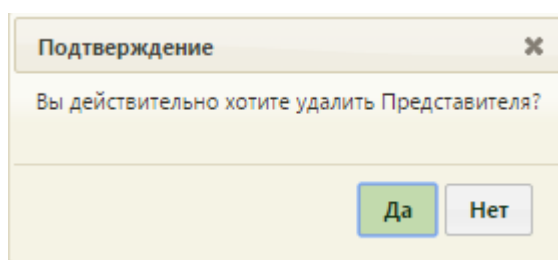 Подтверждение
Вы действительно хотите удалить Представителя?
Да
Нет